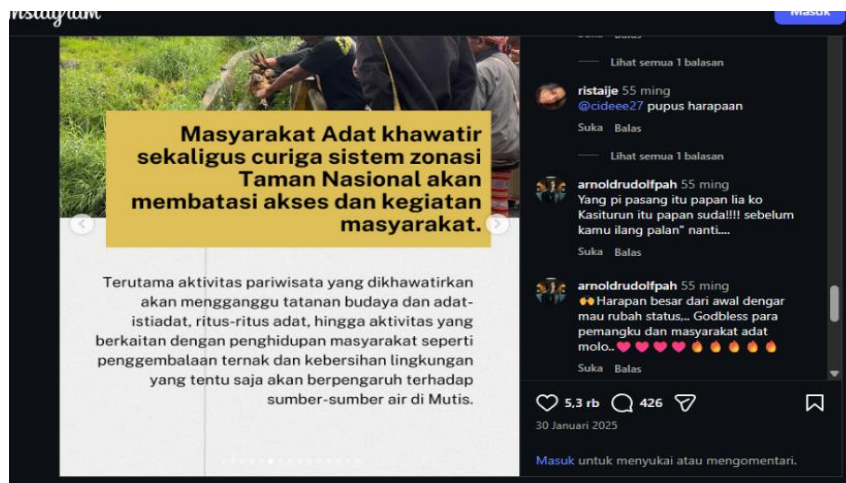 Instagram
Masuk
Masyarakat Adat khawatir
sekaligus curiga sistem zonasi
Taman Nasional akan
membatasi akses dan kegiatan
masyarakat.
Terutama aktivitas pariwisata yang dikhawatirkan
akan mengganggu tatanan budaya dan adat-
istiadat, ritus-ritus adat, hingga aktivitas yang
berkaitan dengan penghidupan masyarakat seperti
penggembalaan ternak dan kebersihan lingkungan
yang tentu saja akan berpengaruh terhadap
sumber-sumber air di Mutis.
Suka Balas
Lihat semua 1 balasan
ristaije 55 ming
@cideee27 pupus harapaan
Suka Balas
Lihat semua 1 balasan
arnoldrudolfpah 55 ming
Yang pi pasang itu papan lia ko
Kasiturun itu papan suda!!!! sebelum
kamu ilang palan" nanti....
Suka Balas
arnoldrudolfpah 55 ming
🙌Harapan besar dari awal dengar
mau rubah status,.. Godbless para
pemangku dan masyarakat adat
molo..❤️❤️❤️❤️🔥🔥🔥🔥🔥
Suka Balas
5,3 rb 426
30 Januari 2025
Masuk untuk menyukai atau mengomentari.